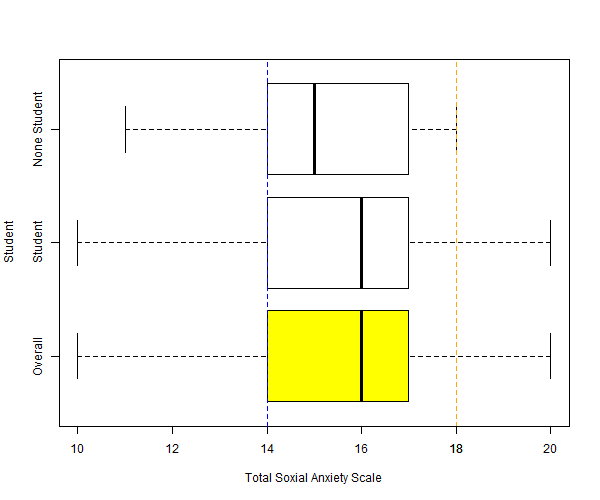 None Student
Student
Student
Overall
10 12 14 16 18 20
Total Soxial Anxiety Scale